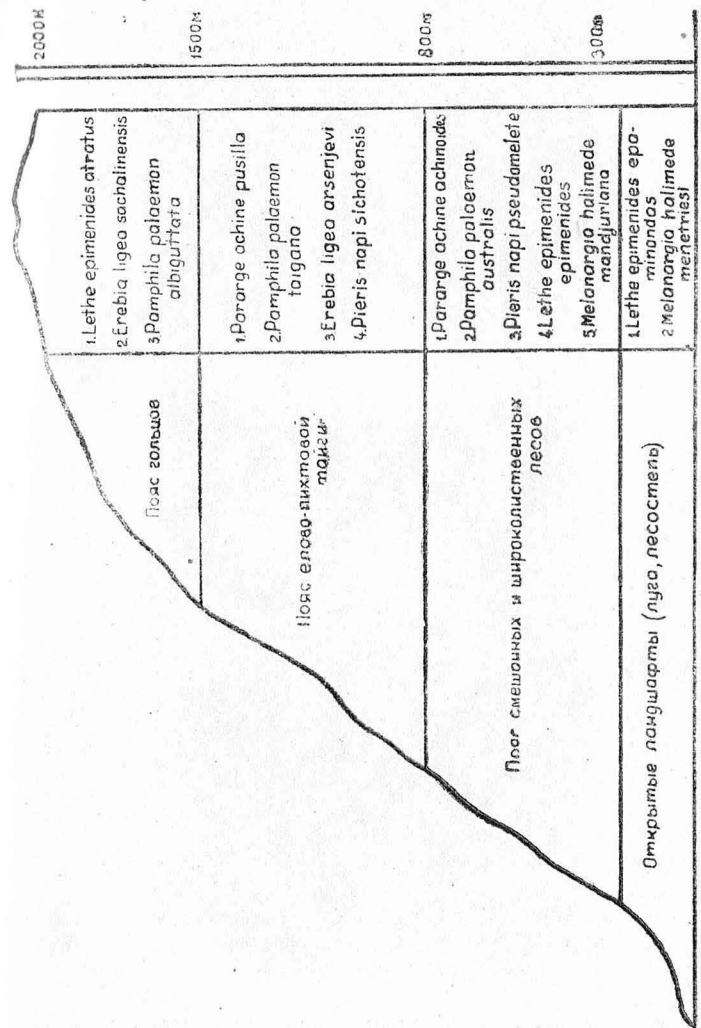 2000м
1500м
800м
300м
1.Lethe epimenides atratus
2.Erebia ligea sachalinensis
3.Pamphila palaemon
albiguttata
1.Pararge achine pusilla
2.Pamphila palaemon
taigana
3.Erebia ligea arsenjevi
4.Pieris napi sichotensis
1.Pararge achine achinoides
2.Pamphila palaemon
australis
3.Pieris napi pseudomelete
4.Lethe epimenides
epimenides
5.Melanargia halimede
mandjuriana
1.Lethe epimenides epa-
minondas
2.Melanargia halimede
menetriesi
Пояс гольцов
Пояс елово-пихтовой
тайги
Пояс смешанных и широколиственных
лесов
Открытые ландшафты (луга, лесостепь)